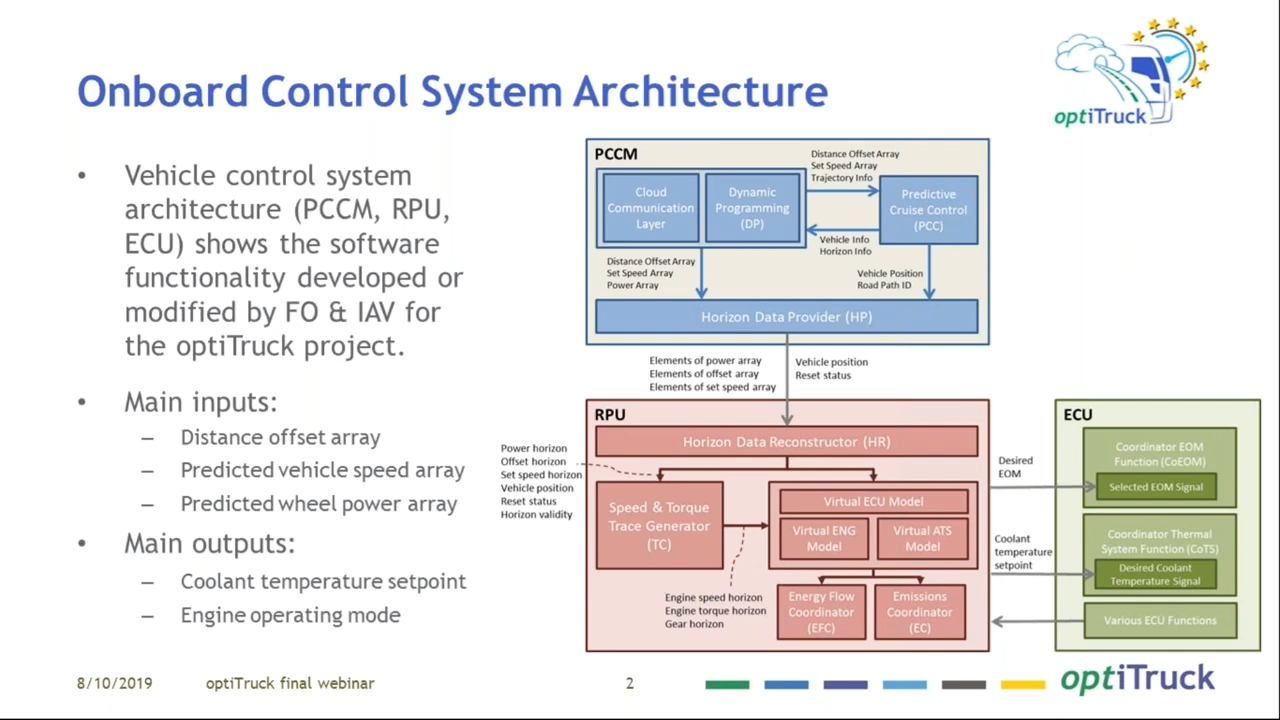 Onboard Control System Architecture
optiTruck
• Vehicle control system
architecture (PCCM, RPU,
ECU) shows the software
functionality developed or
modified by FO & IAV for
the optiTruck project.
• Main inputs:
– Distance offset array
– Predicted vehicle speed array
– Predicted wheel power array
• Main outputs:
– Coolant temperature setpoint
– Engine operating mode
PCCM
Cloud
Communication
Layer
Dynamic
Programming
(DP)
Distance Offset Array
Set Speed Array
Trajectory Info
Predictive
Cruise Control
(PCC)
Vehicle Info
Horizon Info
Distance Offset Array
Set Speed Array
Power Array
Vehicle Position
Road Path ID
Horizon Data Provider (HP)
Elements of power array
Elements of offset array
Elements of set speed array
Vehicle position
Reset status
RPU
Horizon Data Reconstructor (HR)
Power horizon
Offset horizon
Set speed horizon
Vehicle position
Reset status
Horizon validity
Speed & Torque
Trace Generator
(TC)
Virtual ECU Model
Virtual ENG
Model
Virtual ATS
Model
Engine speed horizon
Engine torque horizon
Gear horizon
Energy Flow
Coordinator
(EFC)
Emissions
Coordinator
(EC)
Desired
EOM
Coolant
temperature
setpoint
ECU
Coordinator EOM
Function (CoEOM)
Selected EOM Signal
Coordinator Thermal
System Function (CoTS)
Desired Coolant
Temperature Signal
Various ECU Functions
8/10/2019
optiTruck final webinar
2
optiTruck